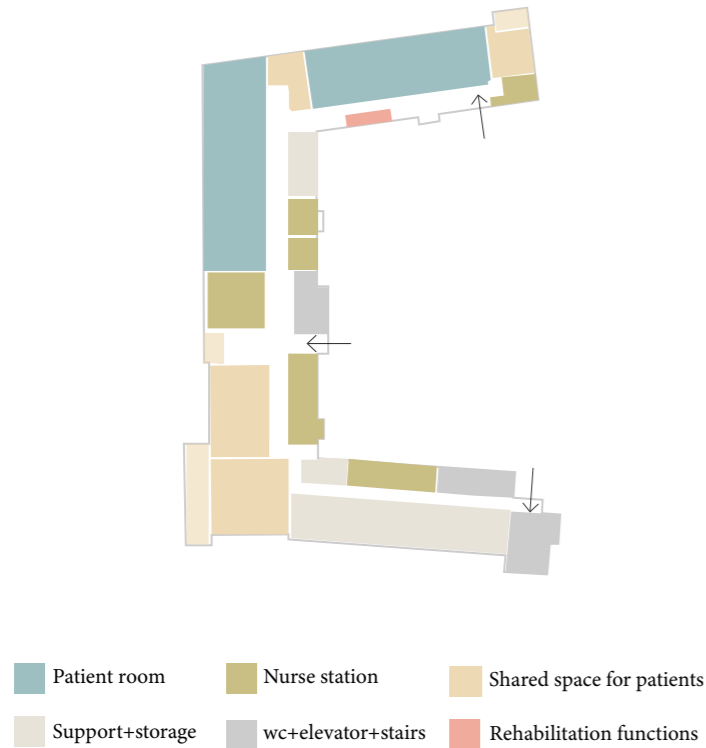 Patient room
Nurse station
Shared space for patients
Support+storage
wc+elevator+stairs
Rehabilitation functions